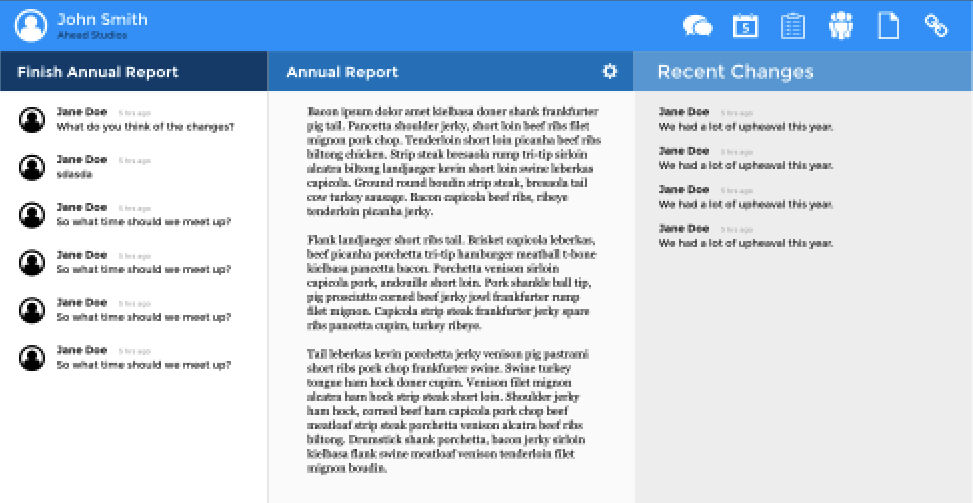 John Smith
Ahead Studios
5
Finish Annual Report
Jane Doe 5 hrs ago
What do you think of the changes?
Jane Doe 5 hrs ago
sdasda
Jane Doe 5 hrs ago
So what time should we meet up?
Jane Doe 5 hrs ago
So what time should we meet up?
Jane Doe 5 hrs ago
So what time should we meet up?
Jane Doe 5 hrs ago
So what time should we meet up?
Annual Report
Bacon ipsum dolor amet kielbasa doner shank frankfurter
pig tail. Pancetta shoulder jerky, short loin beef ribs filet
mignon pork chop. Tenderloin short loin picanha beef ribs
biltong chicken. Strip steak bresaola rump tri-tip sirloin
alcatra biltong landjaeger kevin short loin swine leberkas
capicola. Ground round boudin strip steak, bresaola tail
cow turkey sausage. Bacon capicola beef ribs, ribeye
tenderloin picanha jerky.
Flank landjaeger short ribs tail. Brisket capicola leberkas,
beef picanha porchetta tri-tip hamburger meatball t-bone
kielbasa pancetta bacon. Porchetta venison sirloin
capicola pork, andouille short loin. Pork shankle ball tip,
pig prosciutto corned beef jerky jowl frankfurter rump
filet mignon. Capicola strip steak frankfurter jerky spare
ribs pancetta cupim, turkey ribeye.
Tail leberkas kevin porchetta jerky venison pig pastrami
short ribs pork chop frankfurter swine. Swine turkey
tongue ham hock doner cupim. Venison filet mignon
alcatra ham hock strip steak short loin. Shoulder jerky
ham hock, corned beef ham capicola pork chop beef
meatloaf strip steak porchetta venison alcatra beef ribs
biltong. Drumstick shank porchetta, bacon jerky sirloin
kielbasa flank swine meatloaf venison tenderloin filet
mignon boudin.
Recent Changes
Jane Doe 5 hrs ago
We had a lot of upheaval this year.
Jane Doe 5 hrs ago
We had a lot of upheaval this year.
Jane Doe 5 hrs ago
We had a lot of upheaval this year.
Jane Doe 5 hrs ago
We had a lot of upheaval this year.